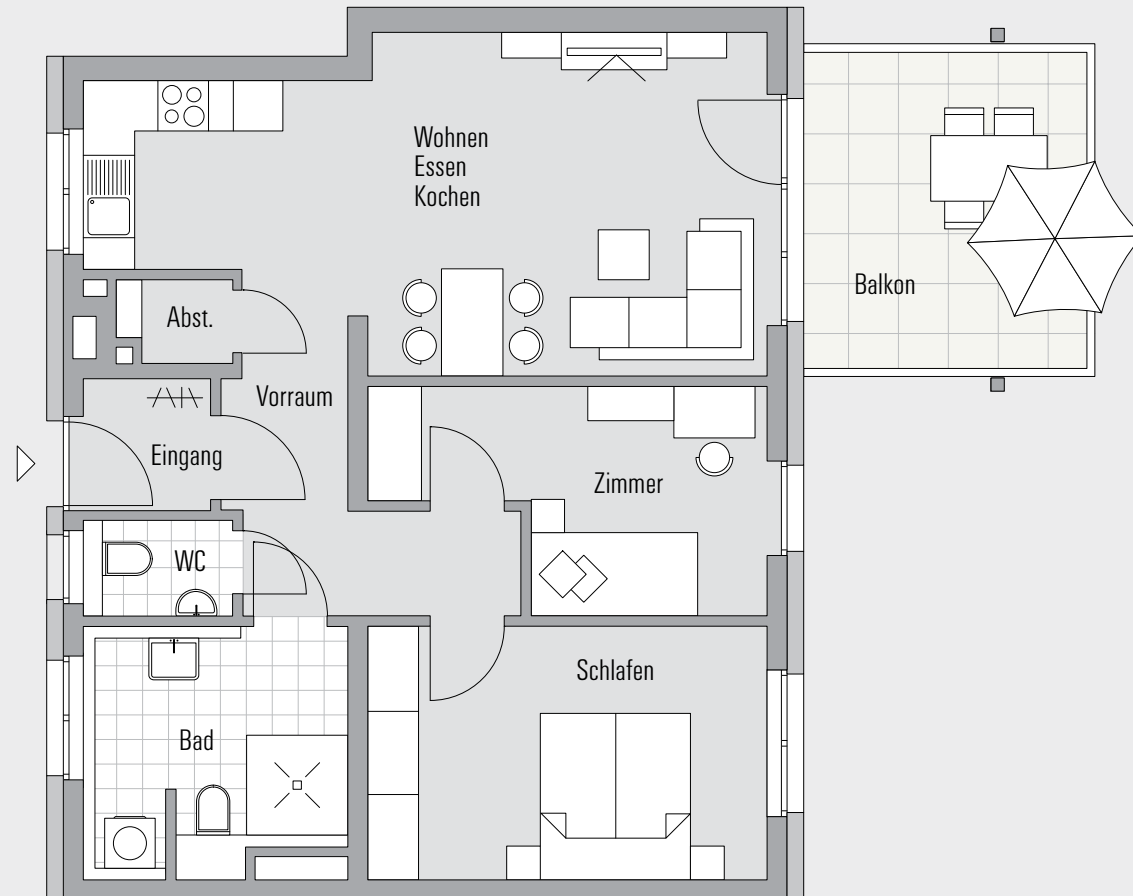 Wohnen
Essen
Kochen
Balkon
Abst.
Vorraum
Eingang
Zimmer
WC
Schlafen
Bad